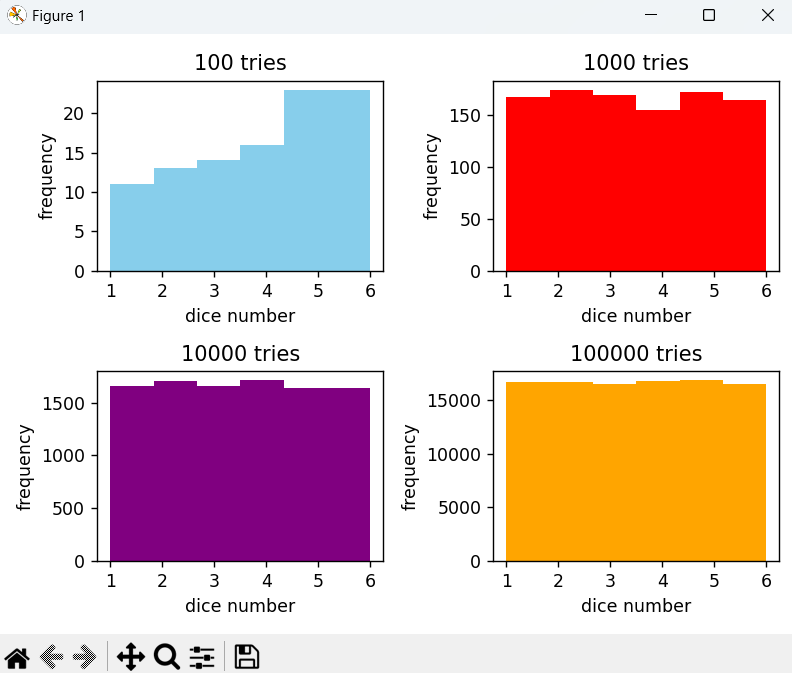 Figure 1
100 tries
frequency
20
15
10
5
0
1 2 3 4 5 6
dice number
1000 tries
frequency
150
100
50
0
1 2 3 4 5 6
dice number
10000 tries
frequency
1500
1000
500
0
1 2 3 4 5 6
dice number
100000 tries
frequency
15000
10000
5000
0
1 2 3 4 5 6
dice number